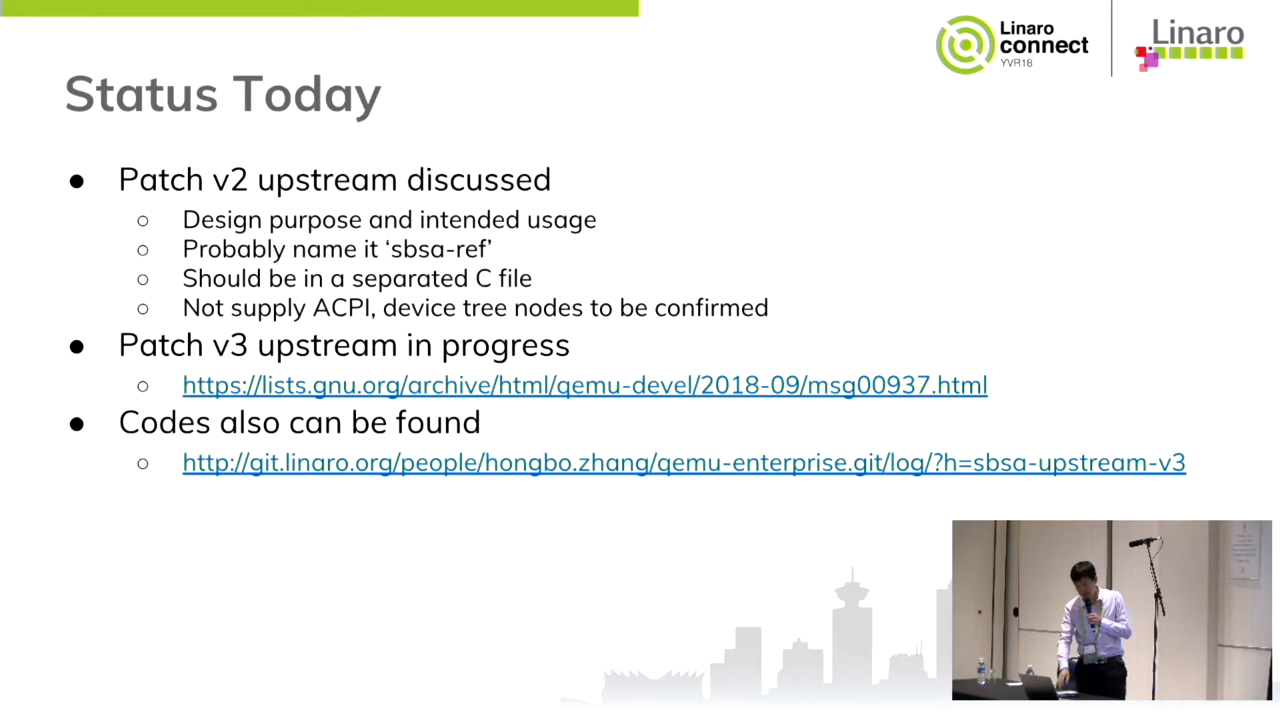 Linaro
connect
YVR18
Linaro
Status Today
● Patch v2 upstream discussed
○ Design purpose and intended usage
○ Probably name it ‘sbsa-ref’
○ Should be in a separated C file
○ Not supply ACPI, device tree nodes to be confirmed
● Patch v3 upstream in progress
○ https://lists.gnu.org/archive/html/qemu-devel/2018-09/msg00937.html
● Codes also can be found
○ http://git.linaro.org/people/hongbo.zhang/qemu-enterprise.git/log/?h=sbsa-upstream-v3